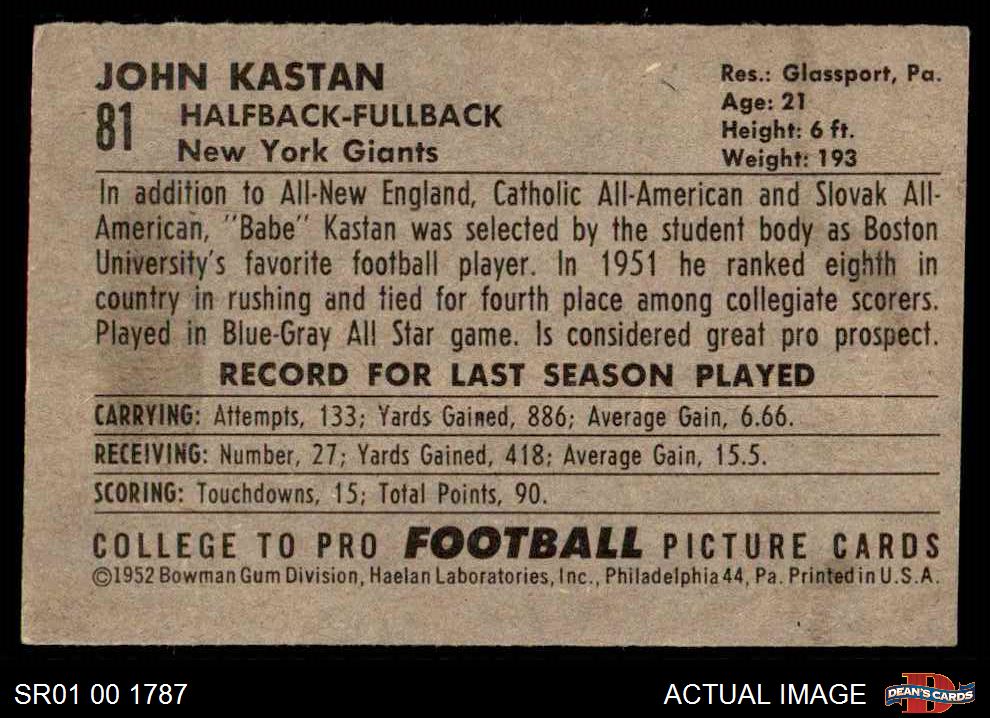 JOHN KASTAN
81
HALFBACK-FULLBACK
New York Giants
Res.: Glassport, Pa.
Age: 21
Height: 6 ft.
Weight: 193
In addition to All-New England, Catholic All-American and Slovak All-
American, "Babe" Kastan was selected by the student body as Boston
University's favorite football player. In 1951 he ranked eighth in
country in rushing and tied for fourth place among collegiate scorers.
Played in Blue-Gray All Star game. Is considered great pro prospect.
RECORD FOR LAST SEASON PLAYED
CARRYING: Attempts, 133; Yards Gained, 886; Average Gain, 6.66.
RECEIVING: Number, 27; Yards Gained, 418; Average Gain, 15.5.
SCORING: Touchdowns, 15; Total Points, 90.
COLLEGE TO PRO FOOTBALL PICTURE CARDS
©1952 Bowman Gum Division, Haelan Laboratories, Inc., Philadelphia 44, Pa. Printed in U.S.A.
SR01 00 1787
ACTUAL IMAGE
D
DEAN'S CARDS